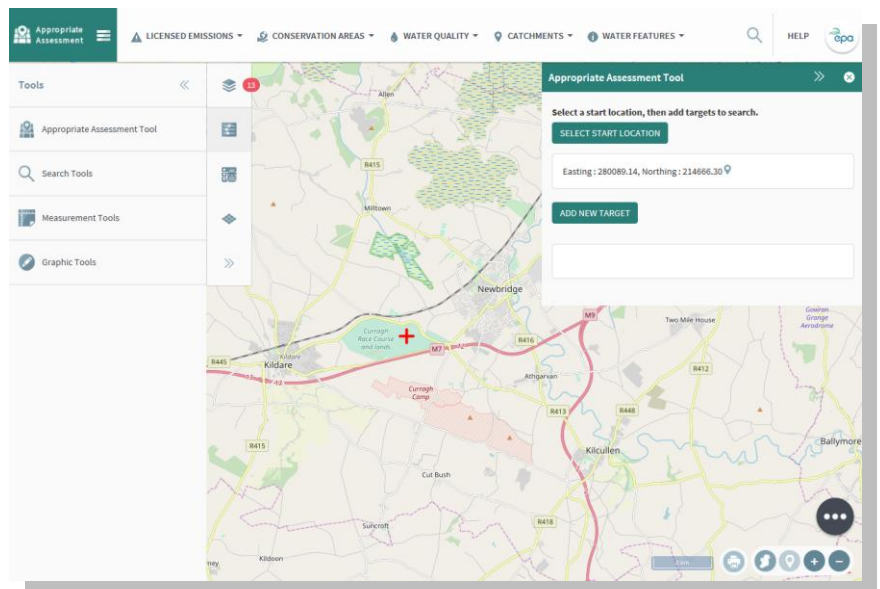 Appropriate
Assessment
LICENSED EMISSIONS
CONSERVATION AREAS
WATER QUALITY
CATCHMENTS
WATER FEATURES
HELP
epa
Tools
13
Appropriate Assessment Tool
Search Tools
Measurement Tools
Graphic Tools
Appropriate Assessment Tool
Select a start location, then add targets to search.
SELECT START LOCATION
Easting : 280089.14, Northing : 214666.30
ADD NEW TARGET
Allen
R415
Milltown
Newbridge
M9
Two Mile House
Gowran
Grange
Aerodrome
Curragh
Race Course
and lands
M7
R416
R445
Kildare
Kildare
Athgarvan
R412
Curragh
Camp
R413
R448
R415
Kilcullen
Ballymore
Cut Bush
Suncroft
R418
Kildoon